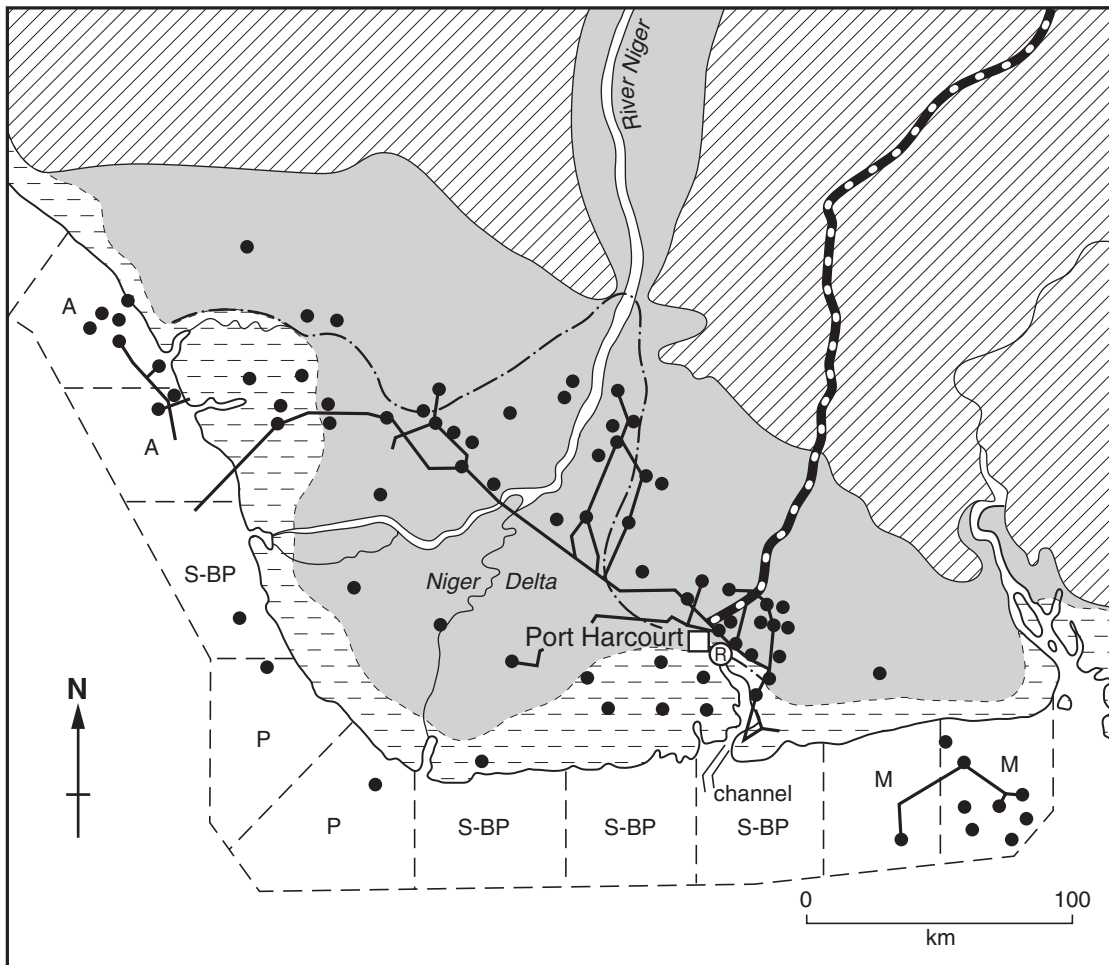 River Niger
A
A
S-BP
Niger Delta
Port Harcourt
R
N
P
P
S-BP
S-BP
S-BP
channel
M
M
0 100
km